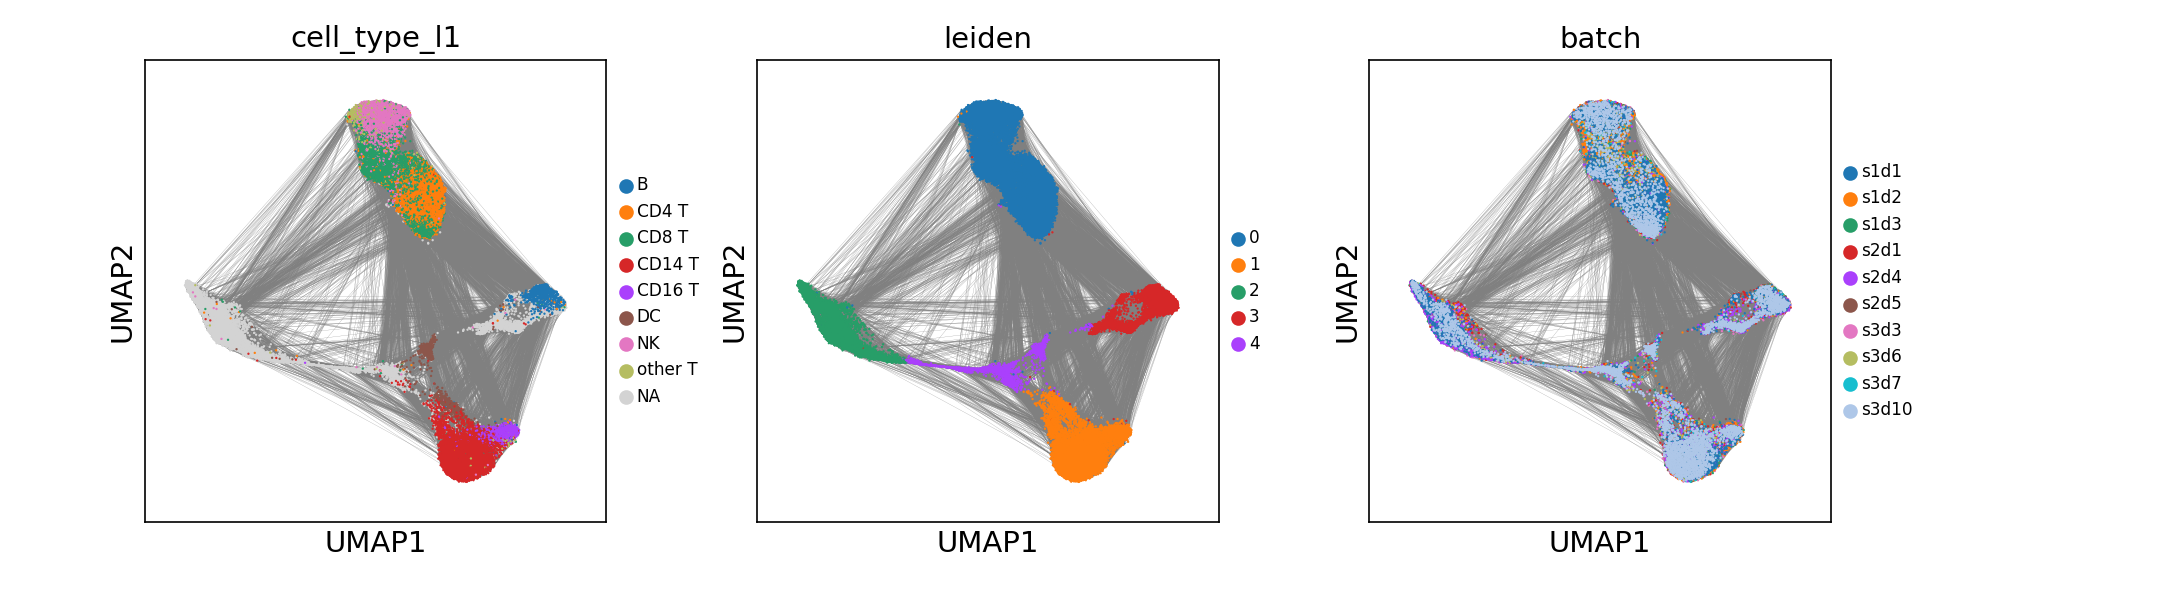 cell_type_l1
UMAP2
UMAP1
B
CD4 T
CD8 T
CD14 T
CD16 T
DC
NK
other T
NA
leiden
UMAP2
UMAP1
0
1
2
3
4
batch
UMAP2
UMAP1
s1d1
s1d2
s1d3
s2d1
s2d4
s2d5
s3d3
s3d6
s3d7
s3d10